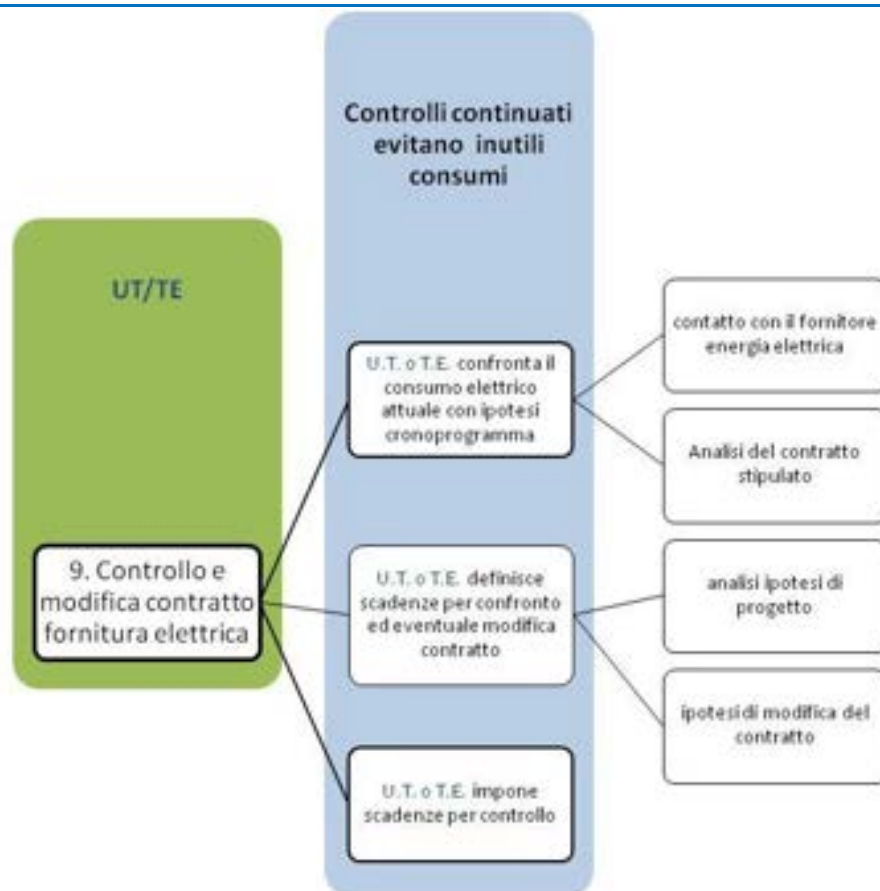 Controlli continuati
evitano inutili
consumi
UT/TE
9. Controllo e
modifica contratto
fornitura elettrica
U.T. o T.E. confronta il
consumo elettrico
attuale con ipotesi
cronoprogramma
contatto con il fornitore
energia elettrica
Analisi del contratto
stipulato
U.T. o T.E. definisce
scadenze per confronto
ed eventuale modifica
contratto
analisi ipotesi di
progetto
ipotesi di modifica del
contratto
U.T. o T.E. impone
scadenze per controllo